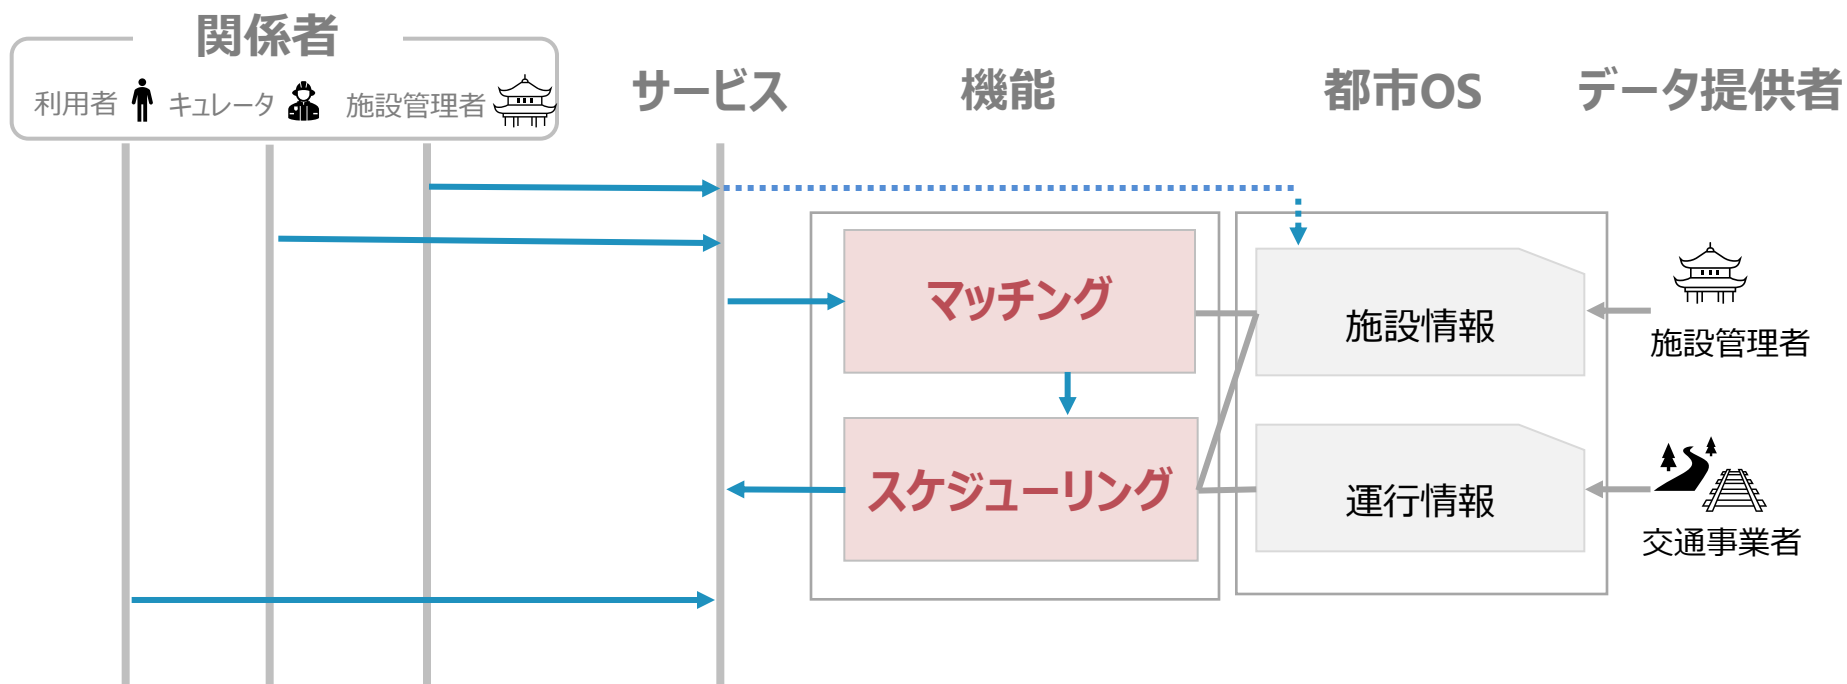 関係者
利用者
キュレータ
施設管理者
サービス
機能
都市OS
データ提供者
マッチング
施設情報
施設管理者
スケジューリング
運行情報
交通事業者